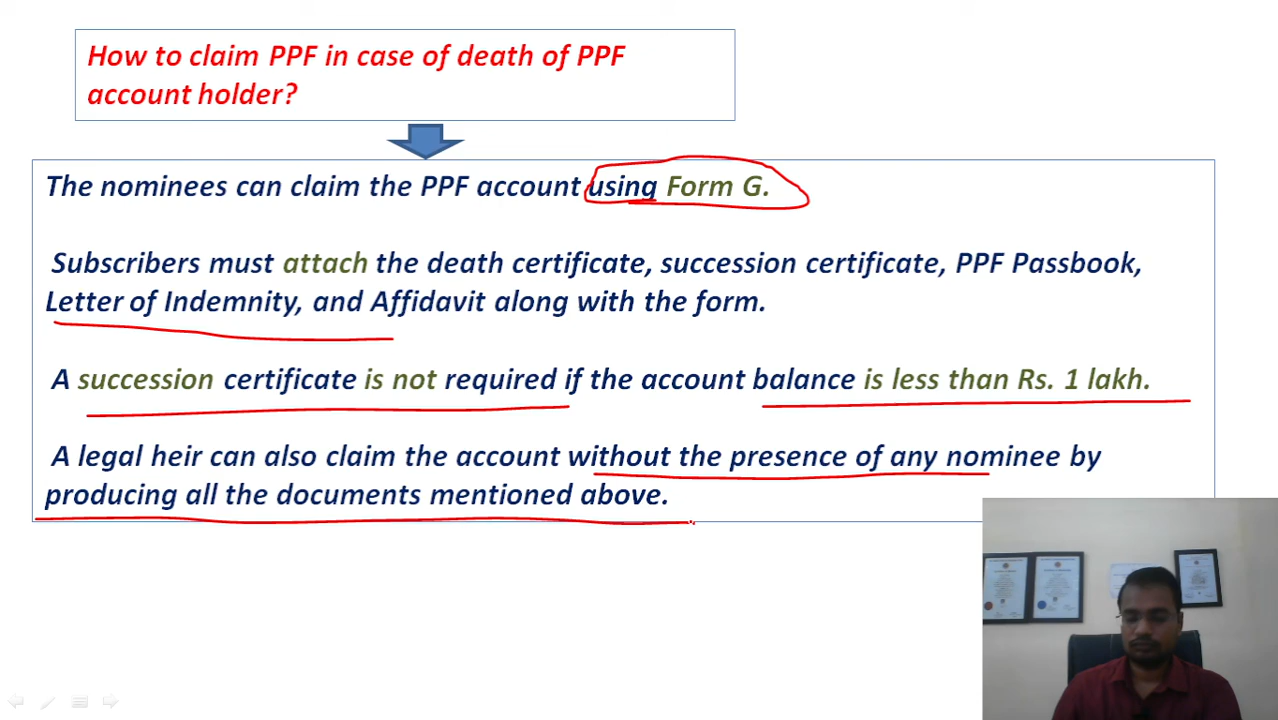 How to claim PPF in case of death of PPF
account holder?
The nominees can claim the PPF account using Form G.
Subscribers must attach the death certificate, succession certificate, PPF Passbook,
Letter of Indemnity, and Affidavit along with the form.
A succession certificate is not required if the account balance is less than Rs. 1 lakh.
A legal heir can also claim the account without the presence of any nominee by
producing all the documents mentioned above.